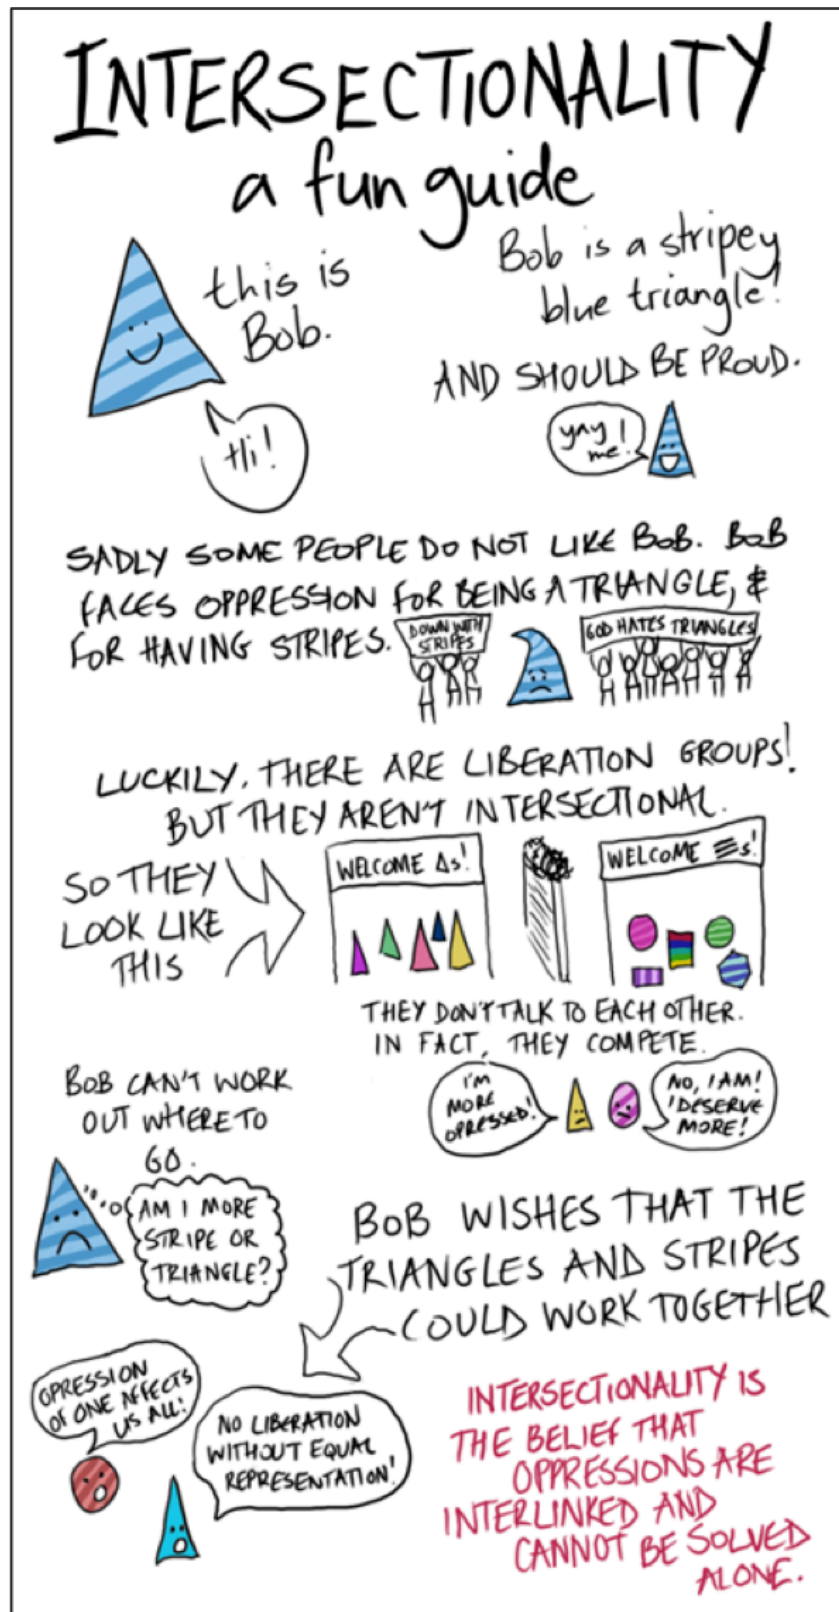 INTERSECTIONALITY
a fun guide
this is
Bob.
Hi!
Bob is a stripey
blue triangle!
AND SHOULD BE PROUD.
yay!
me!
SADLY SOME PEOPLE DO NOT LIKE BOB. BOB
FACES OPPRESSION FOR BEING A TRIANGLE, &
FOR HAVING STRIPES.
DOWN WITH
STRIPES
GOD HATES TRIANGLES
LUCKILY, THERE ARE LIBERATION GROUPS!
BUT THEY AREN'T INTERSECTIONAL.
SO THEY
LOOK LIKE
THIS
WELCOME Δs!
WELCOME ☰s!
THEY DON'T TALK TO EACH OTHER.
IN FACT, THEY COMPETE.
I'M
MORE
OPRESSED!
NO, I AM!
I DESERVE
MORE!
BOB CAN'T WORK
OUT WHERE TO
GO.
AM I MORE
STRIPE OR
TRIANGLE?
BOB WISHES THAT THE
TRIANGLES AND STRIPES
COULD WORK TOGETHER
OPRESSION
OF ONE AFFECTS
US ALL!
NO LIBERATION
WITHOUT EQUAL
REPRESENTATION!
INTERSECTIONALITY IS
THE BELIEF THAT
OPPRESSIONS ARE
INTERLINKED AND
CANNOT BE SOLVED
ALONE.